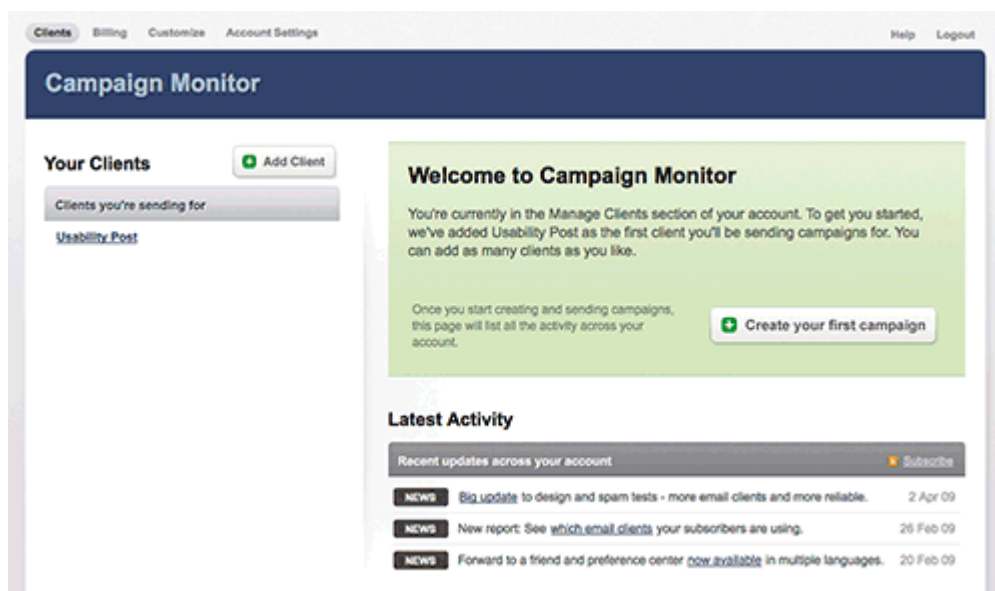 Clients Billing Customize Account Settings Help Logout
Campaign Monitor
Your Clients
Add Client
Clients you're sending for
Usability Post
Welcome to Campaign Monitor
You're currently in the Manage Clients section of your account. To get you started,
we've added Usability Post as the first client you'll be sending campaigns for. You
can add as many clients as you like.
Once you start creating and sending campaigns,
this page will list all the activity across your
account.
Create your first campaign
Latest Activity
Recent updates across your account Subscribe
NEWS Big update to design and spam tests - more email clients and more reliable. 2 Apr 09
NEWS New report: See which email clients your subscribers are using. 26 Feb 09
NEWS Forward to a friend and preference center now available in multiple languages. 20 Feb 09